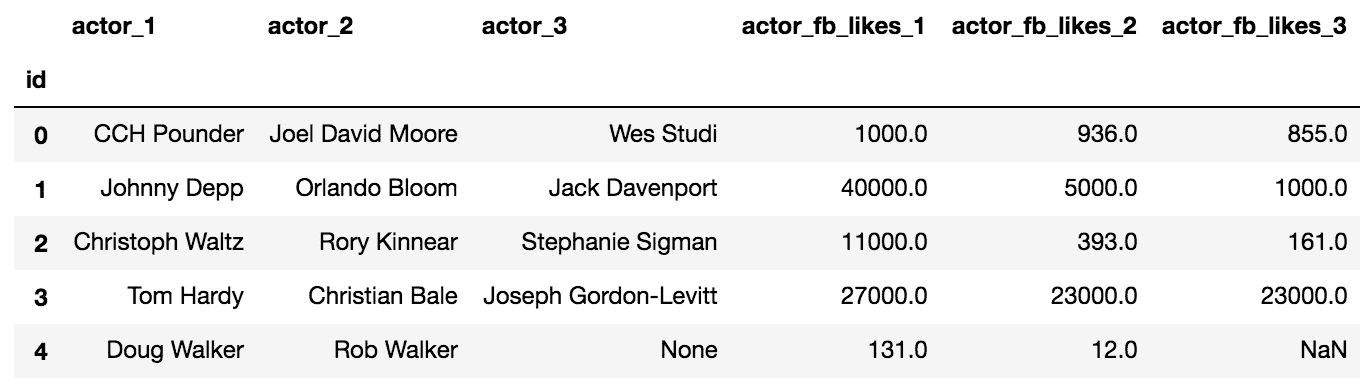 actor_1 actor_2 actor_3 actor_fb_likes_1 actor_fb_likes_2 actor_fb_likes_3
id
0 CCH Pounder Joel David Moore Wes Studi 1000.0 936.0 855.0
1 Johnny Depp Orlando Bloom Jack Davenport 40000.0 5000.0 1000.0
2 Christoph Waltz Rory Kinnear Stephanie Sigman 11000.0 393.0 161.0
3 Tom Hardy Christian Bale Joseph Gordon-Levitt 27000.0 23000.0 23000.0
4 Doug Walker Rob Walker None 131.0 12.0 NaN